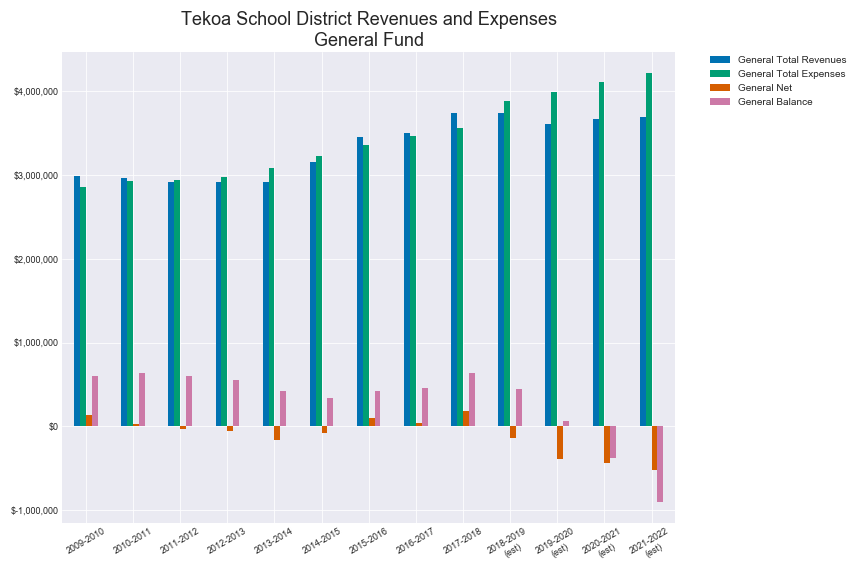 Tekoa School District Revenues and Expenses
General Fund
General Total Revenues
General Total Expenses
General Net
General Balance
$4,000,000
$3,000,000
$2,000,000
$1,000,000
$0
$-1,000,000
2009-2010
2010-2011
2011-2012
2012-2013
2013-2014
2014-2015
2015-2016
2016-2017
2017-2018
2018-2019
(est)
2019-2020
(est)
2020-2021
(est)
2021-2022
(est)